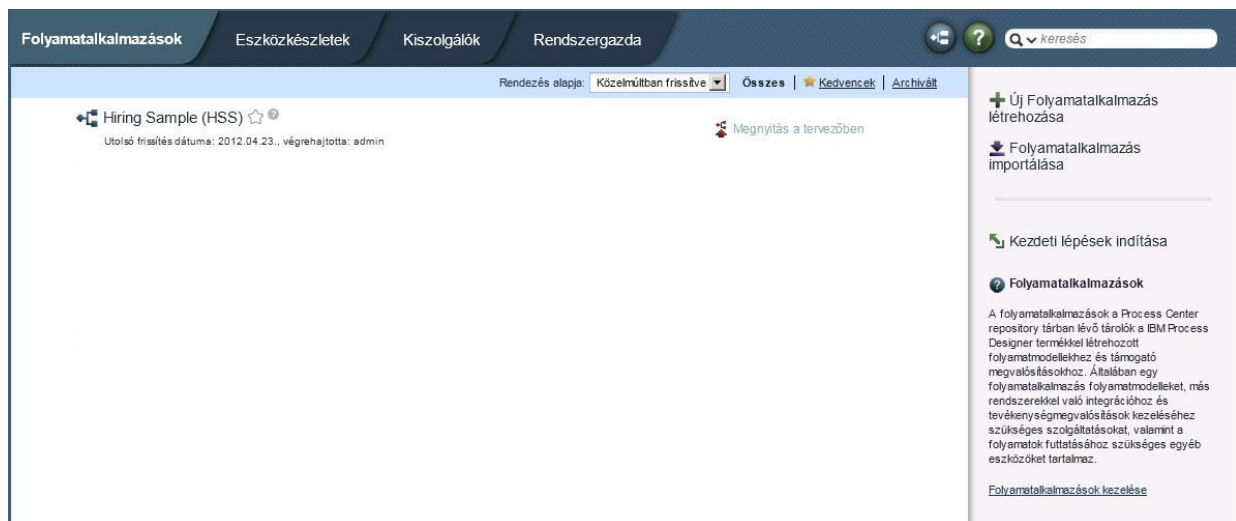 Folyamatalkalmazások
Eszközkészletek
Kiszolgálók
Rendszergazda
keresés
Rendezés alapja: Közelmúltban frissítve Összes | Kedvencek | Archivált
Hiring Sample (HSS)
Utolsó frissítés dátuma: 2012.04.23., végrehajtotta: admin
Megnyitás a tervezőben
Új Folyamatalkalmazás
létrehozása
Folyamatalkalmazás
importálása
Kezdeti lépések indítása
Folyamatalkalmazások
A folyamatalkalmazások a Process Center
repository tárban lévő tárolók a IBM Process
Designer termékkel létrehozott
folyamatmodellekhez és támogató
megvalósításokhoz. Általában egy
folyamatalkalmazás folyamatmodelleket, más
rendszerekkel való integrációhoz és
tevékenységmegvalósítások kezeléséhez
szükséges szolgáltatásokat, valamint a
folyamatok futtatásához szükséges egyéb
eszközöket tartalmaz.
Folyamatalkalmazások kezelése